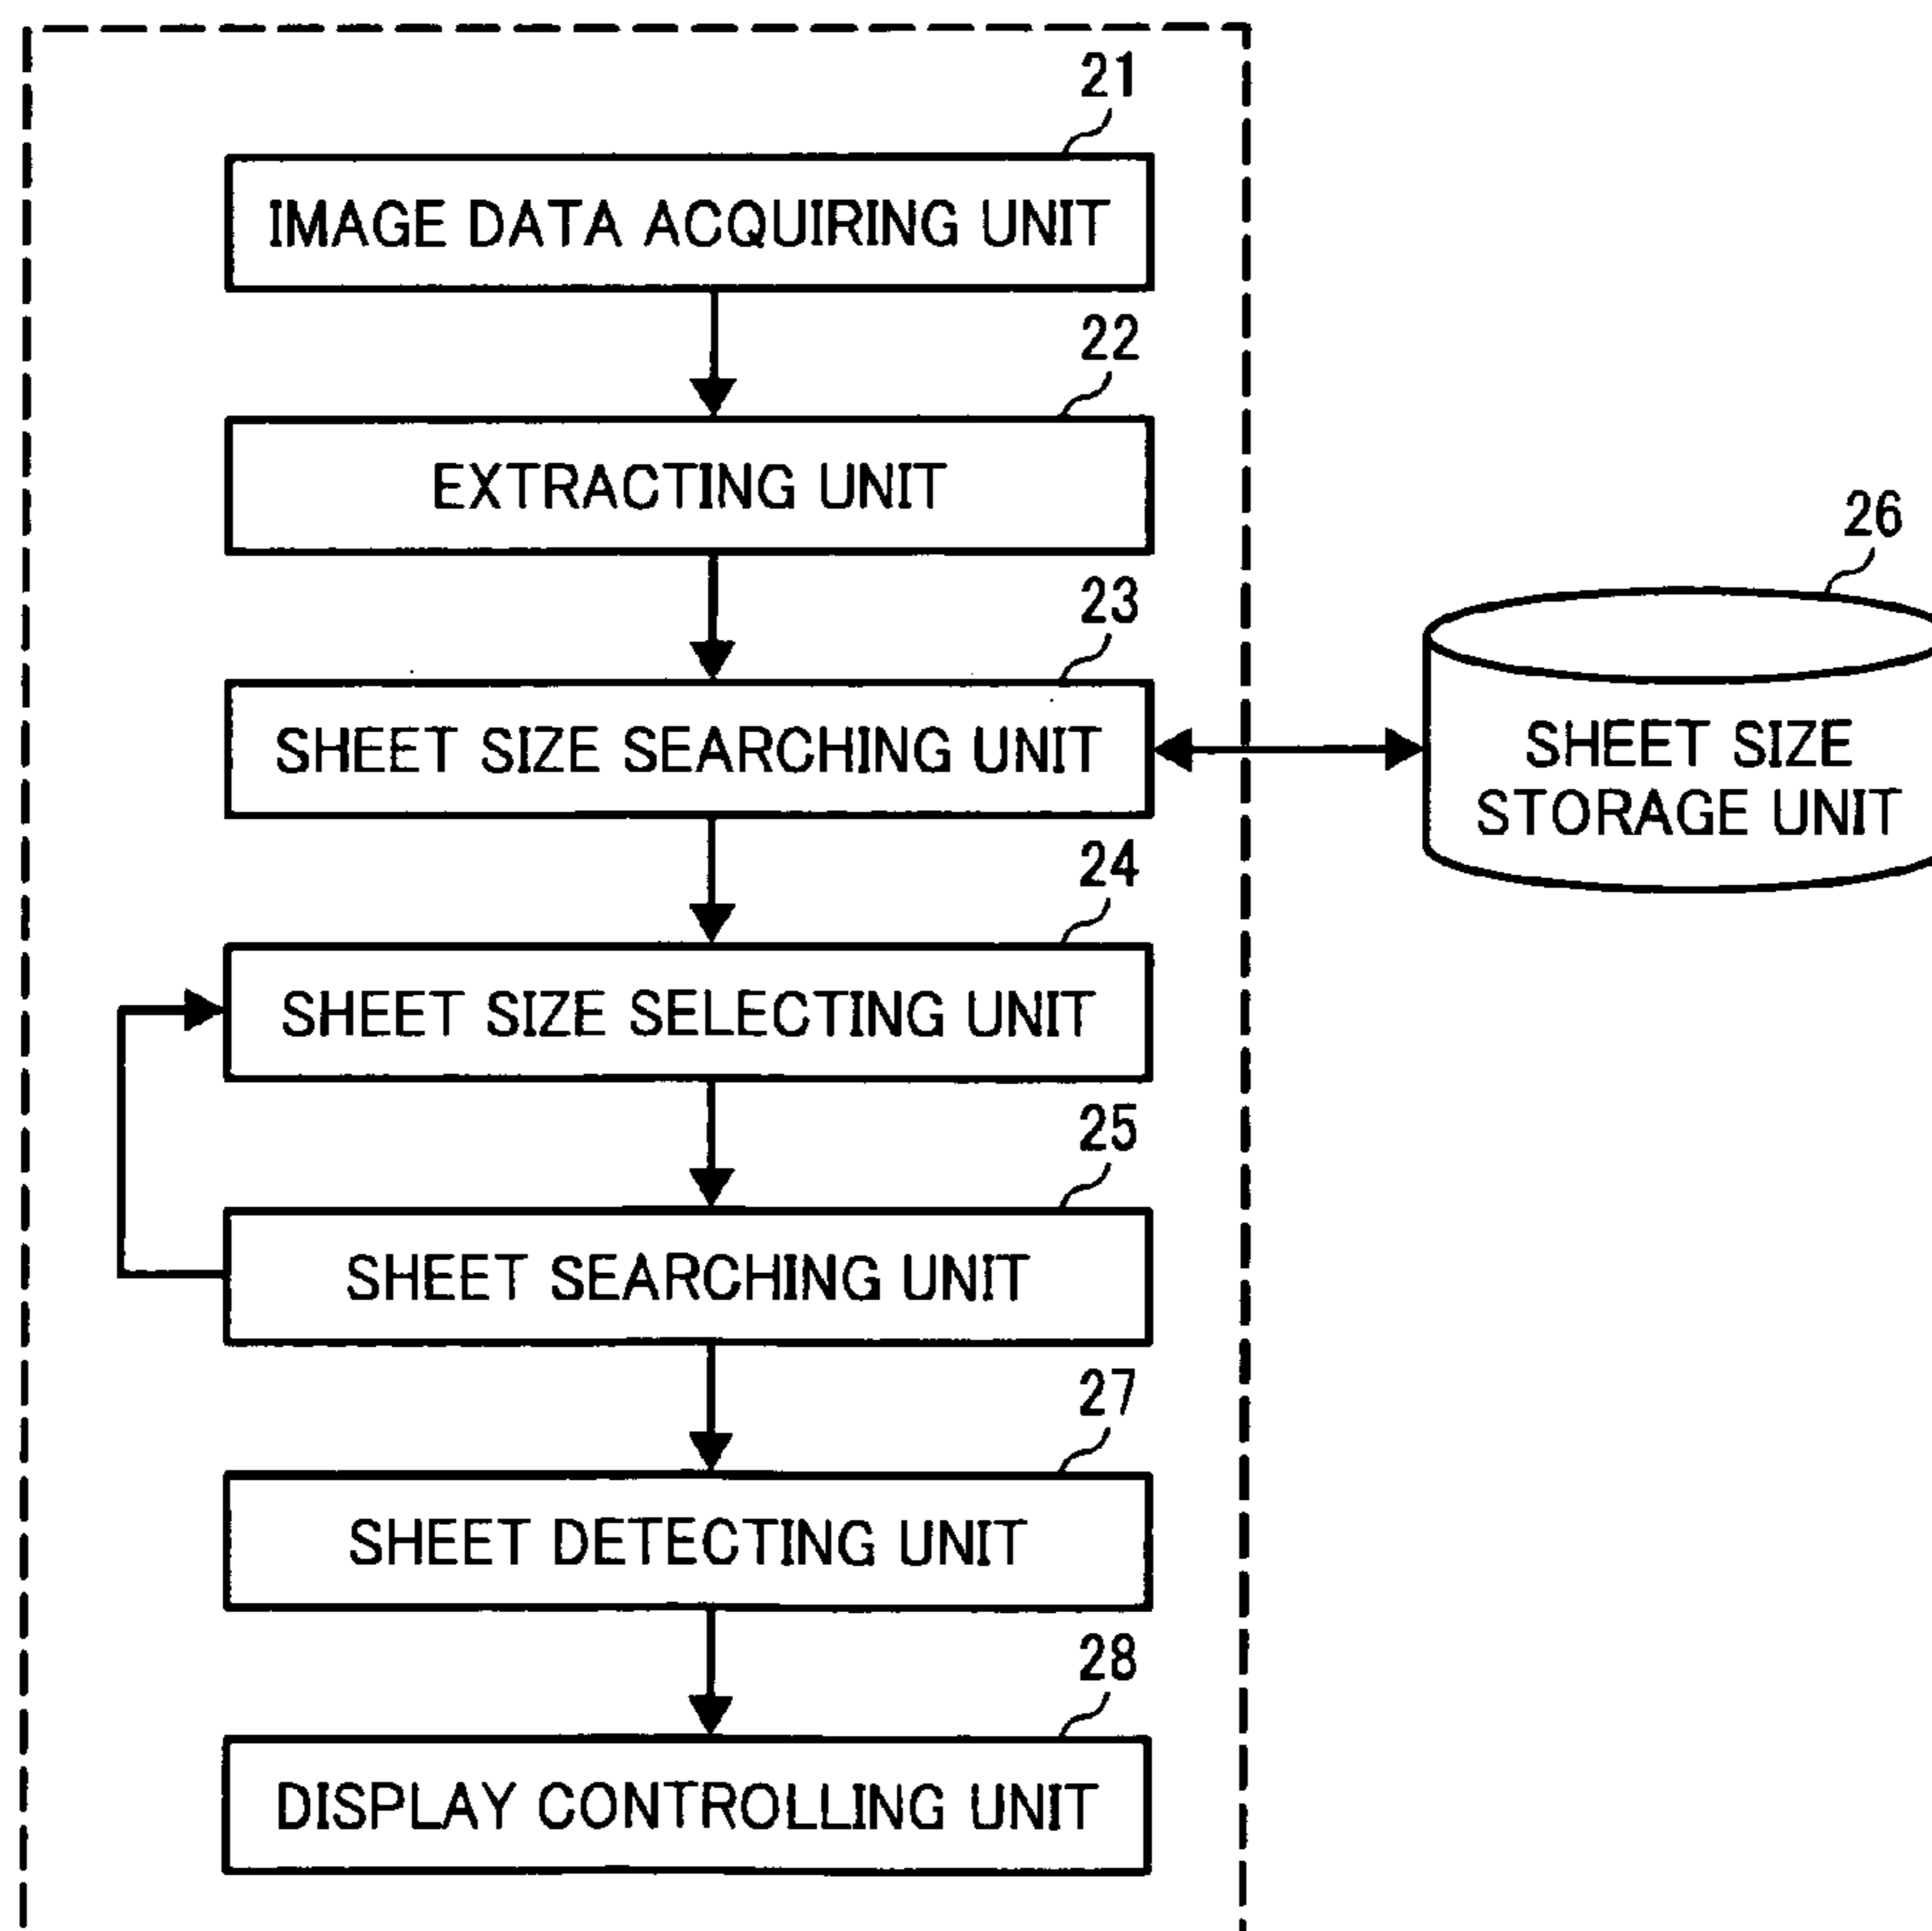 21
IMAGE DATA ACQUIRING UNIT
22
EXTRACTING UNIT
23
SHEET SIZE SEARCHING UNIT
26
SHEET SIZE
STORAGE UNIT
24
SHEET SIZE SELECTING UNIT
25
SHEET SEARCHING UNIT
27
SHEET DETECTING UNIT
28
DISPLAY CONTROLLING UNIT